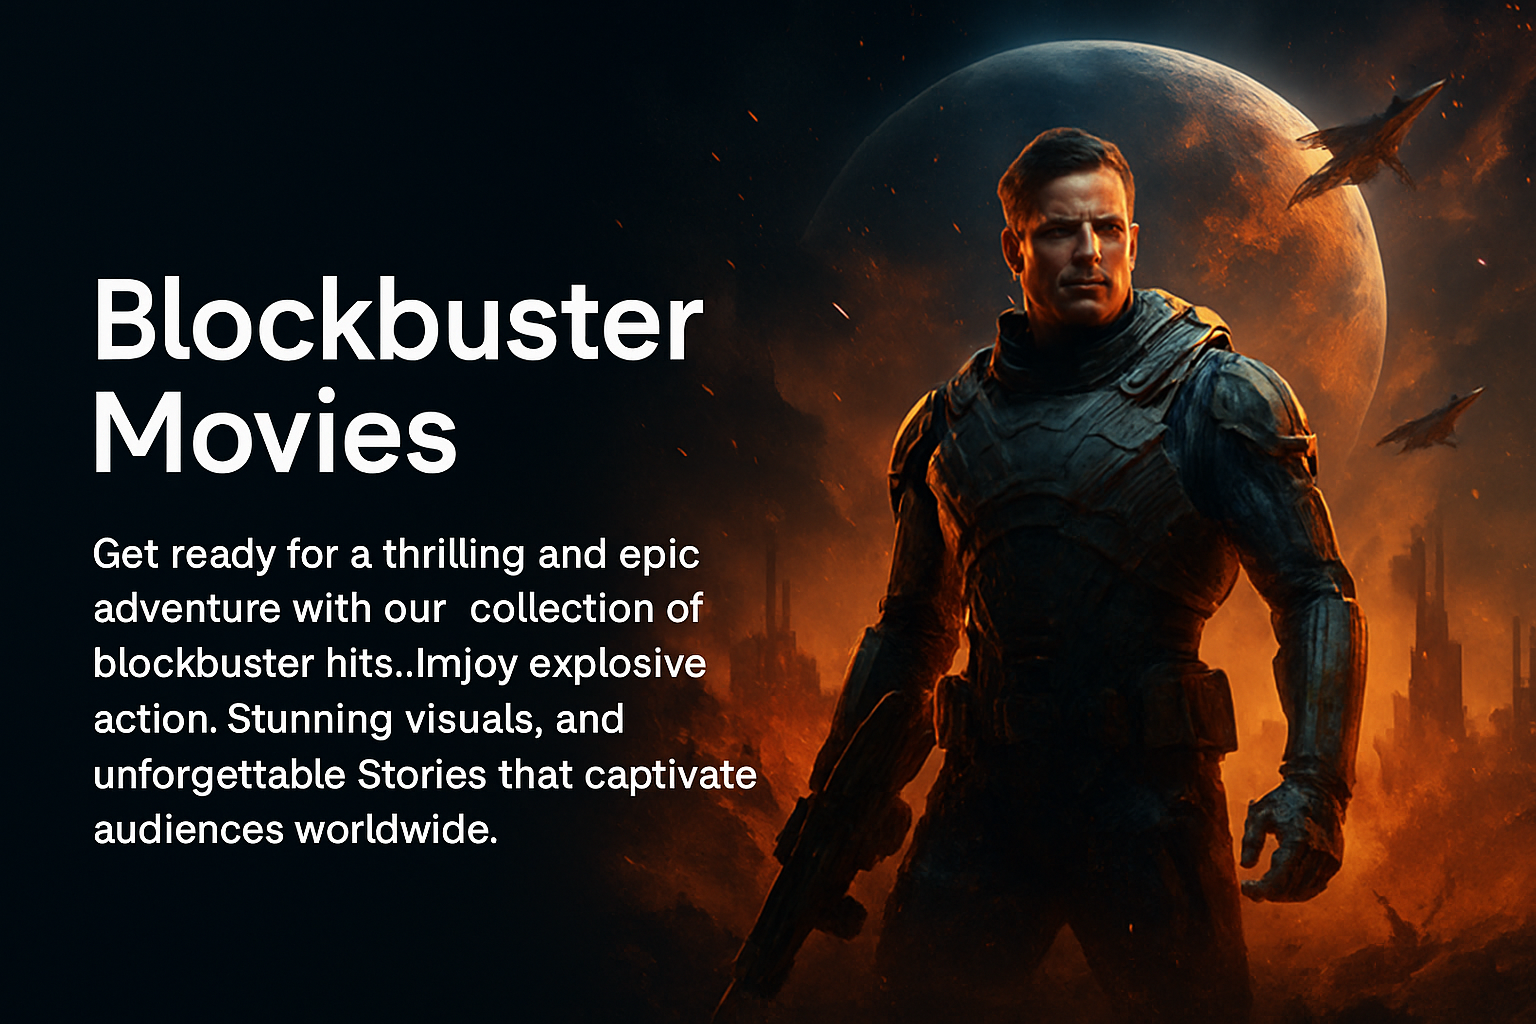 Blockbuster
Movies
Get ready for a thrilling and epic
adventure with our  collection of
blockbuster hits..Imjoy explosive
action. Stunning visuals, and
unforgettable Stories that captivate
audiences worldwide.